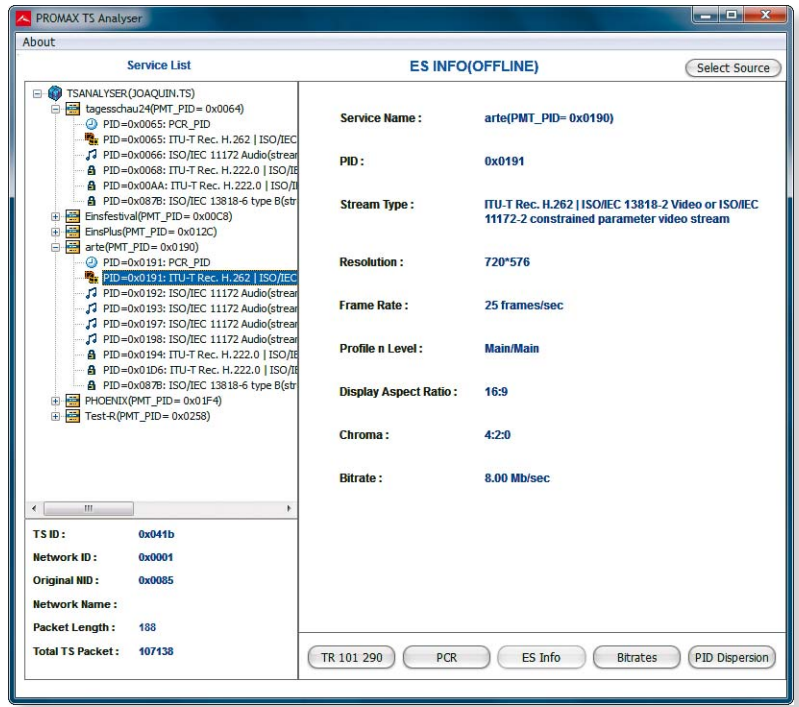 PROMAX TS Analyser
About
Service List
ES INFO(OFFLINE)
Select Source
TSANALYSER(JOAQUIN.TS)
tagesschau24(PMT_PID= 0x0064)
PID=0x0065: PCR_PID
PID=0x0065: ITU-T Rec. H.262 | ISO/IEC
PID=0x0066: ISO/IEC 11172 Audio(strear
PID=0x0068: ITU-T Rec. H.222.0 | ISO/IE
PID=0x00AA: ITU-T Rec. H.222.0 | ISO/II
PID=0x087B: ISO/IEC 13818-6 type B(str
Einsfestival(PMT_PID= 0x00C8)
EinsPlus(PMT_PID= 0x012C)
arte(PMT_PID= 0x0190)
PID=0x0191: PCR_PID
PID=0x0191: ITU-T Rec. H.262 | ISO/IEC
PID=0x0192: ISO/IEC 11172 Audio(strear
PID=0x0193: ISO/IEC 11172 Audio(strear
PID=0x0197: ISO/IEC 11172 Audio(strear
PID=0x0198: ISO/IEC 11172 Audio(strear
PID=0x0194: ITU-T Rec. H.222.0 | ISO/IE
PID=0x01D6: ITU-T Rec. H.222.0 | ISO/IE
PID=0x087B: ISO/IEC 13818-6 type B(str
PHOENIX(PMT_PID= 0x01F4)
Test-R(PMT_PID= 0x0258)
Service Name : arte(PMT_PID= 0x0190)
PID : 0x0191
Stream Type : ITU-T Rec. H.262 | ISO/IEC 13818-2 Video or ISO/IEC
11172-2 constrained parameter video stream
Resolution : 720*576
Frame Rate : 25 frames/sec
Profile n Level : Main/Main
Display Aspect Ratio : 16:9
Chroma : 4:2:0
Bitrate : 8.00 Mb/sec
TS ID : 0x041b
Network ID : 0x0001
Original NID : 0x0085
Network Name :
Packet Length : 188
Total TS Packet : 107138
TR 101 290
PCR
ES Info
Bitrates
PID Dispersion